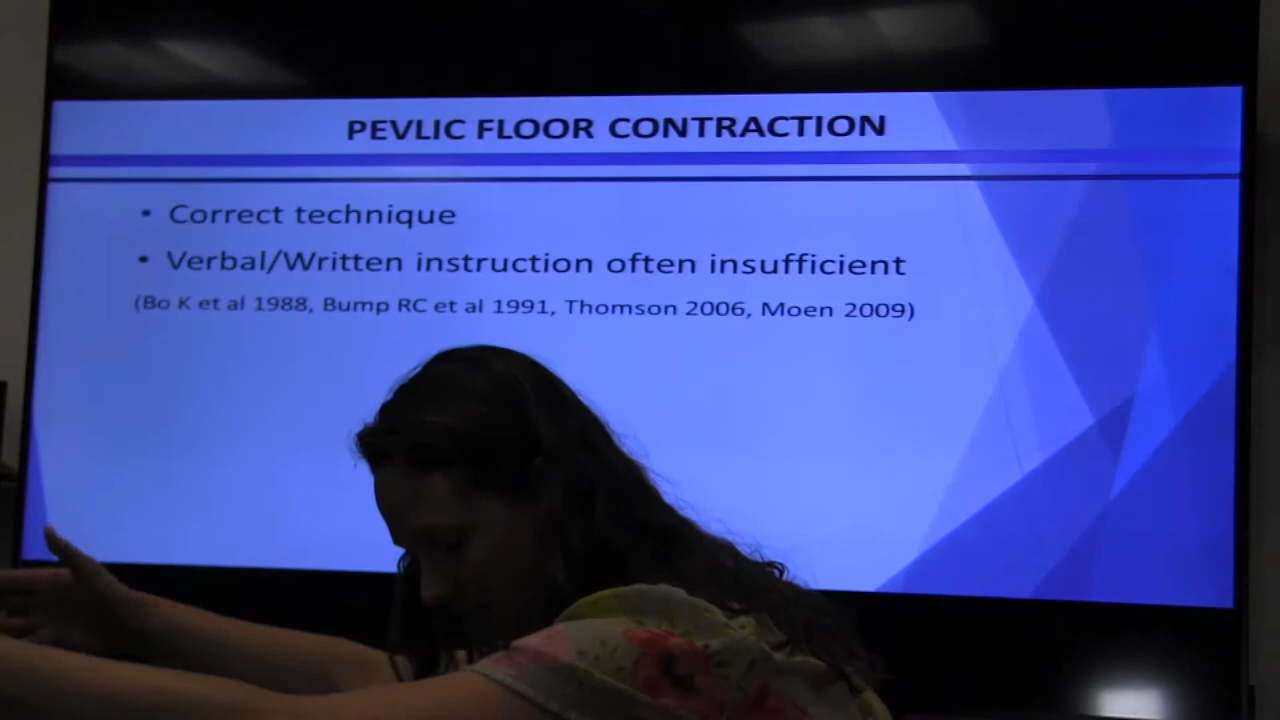 PEVLIC FLOOR CONTRACTION
• Correct technique
• Verbal/Written instruction often insufficient
(Bo K et al 1988, Bump RC et al 1991, Thomson 2006, Moen 2009)